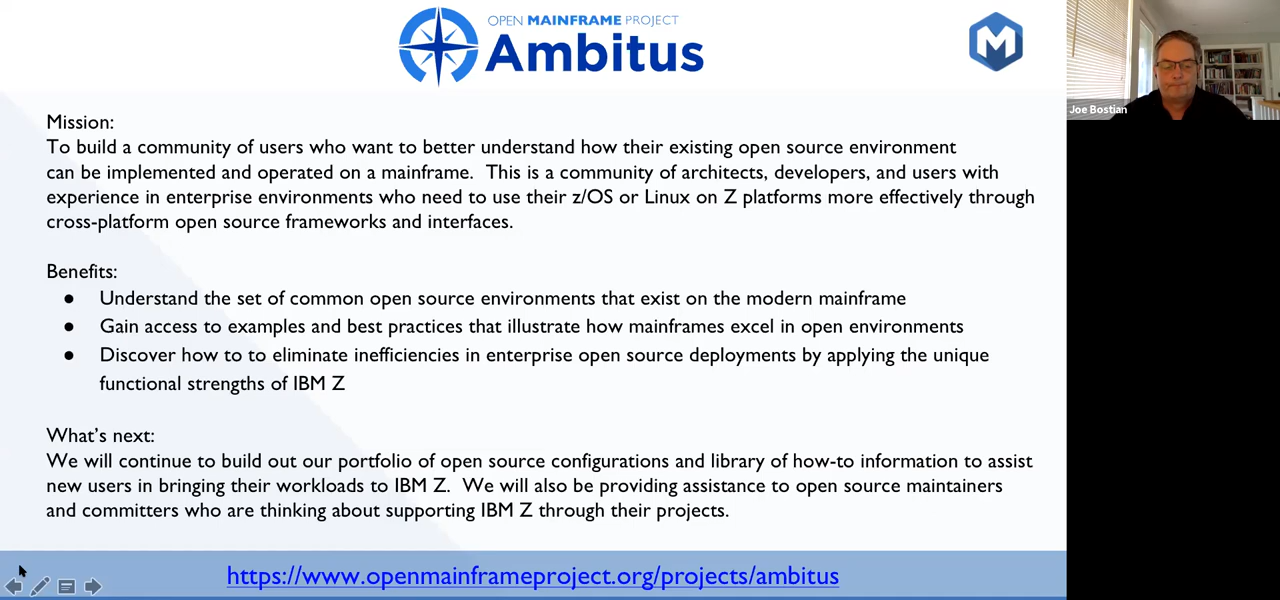 OPEN MAINFRAME PROJECT
Ambitus
M
Joe Bostian
Mission:
To build a community of users who want to better understand how their existing open source environment
can be implemented and operated on a mainframe.  This is a community of architects, developers, and users with
experience in enterprise environments who need to use their z/OS or Linux on Z platforms more effectively through
cross-platform open source frameworks and interfaces.
Benefits:
● Understand the set of common open source environments that exist on the modern mainframe
● Gain access to examples and best practices that illustrate how mainframes excel in open environments
● Discover how to to eliminate inefficiencies in enterprise open source deployments by applying the unique
functional strengths of IBM Z
What's next:
We will continue to build out our portfolio of open source configurations and library of how-to information to assist
new users in bringing their workloads to IBM Z.  We will also be providing assistance to open source maintainers
and committers who are thinking about supporting IBM Z through their projects.
https://www.openmainframeproject.org/projects/ambitus